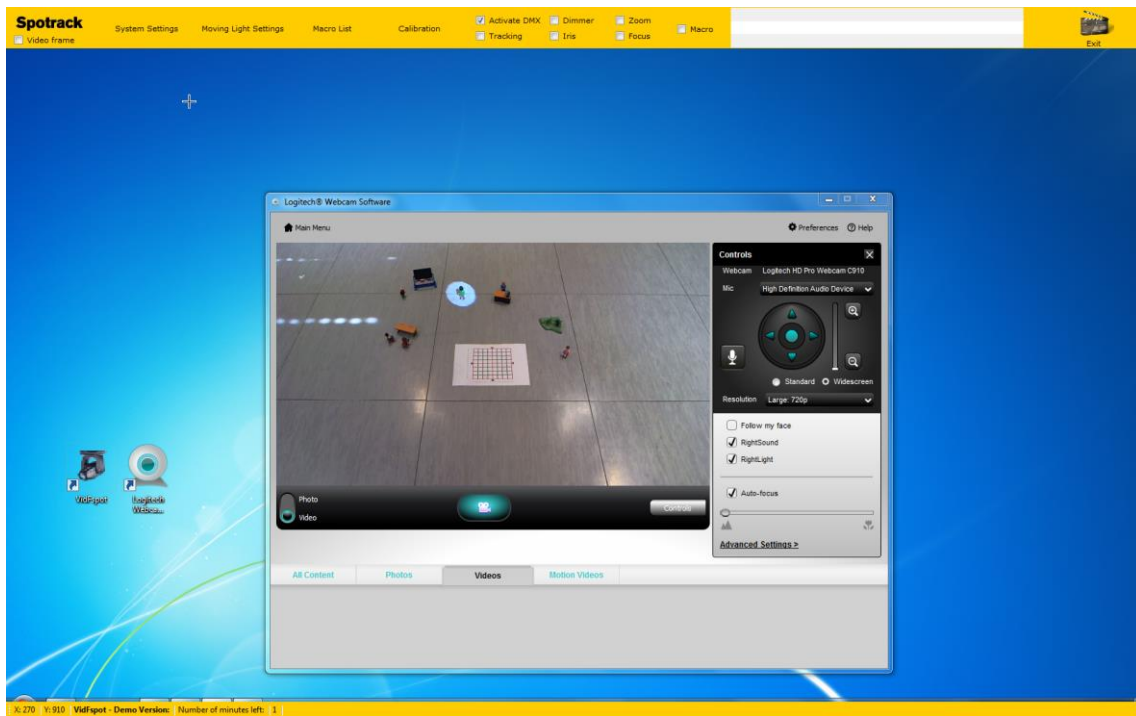 Spotrack
Video frame
System Settings
Moving Light Settings
Macro List
Calibration
Activate DMX
Dimmer
Zoom
Tracking
Iris
Focus
Macro
Exit
Logitech® Webcam Software
Main Menu
Preferences
Help
Controls
Webcam Logitech HD Pro Webcam C910
Mic High Definition Audio Device
Standard Widescreen
Resolution Large: 720p
Follow my face
RightSound
RightLight
Auto-focus
Advanced Settings >
Photo
Video
Controls
VidFspot
Logitech
Webca...
All Content
Photos
Videos
Motion Videos
X: 270 Y: 910 VidFspot - Demo Version: Number of minutes left: 1